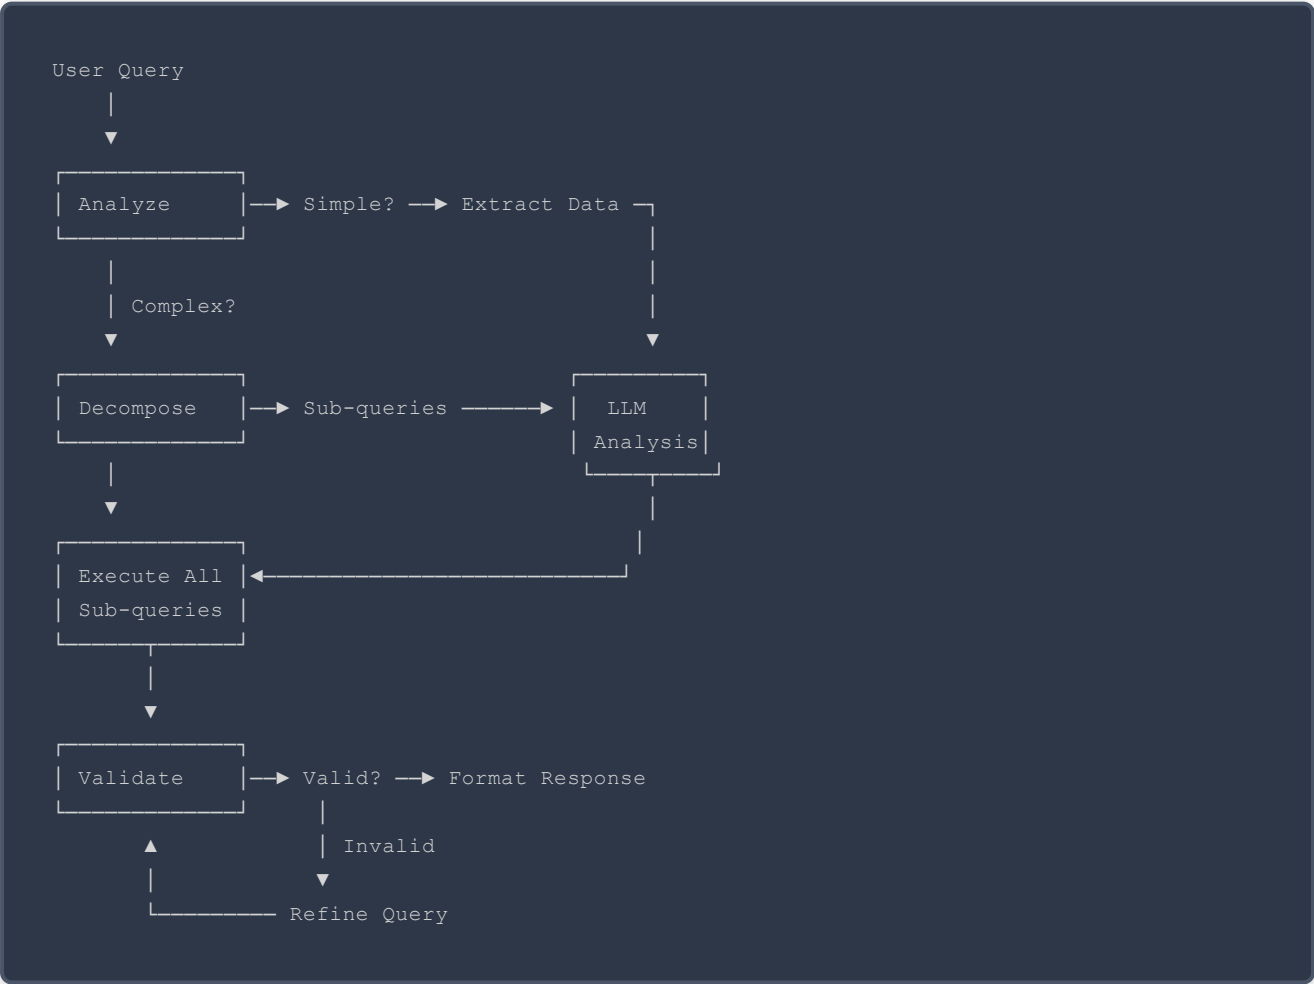 User Query
Analyze Simple? Extract Data
Complex?
Decompose Sub-queries LLM
Analysis
Execute All
Sub-queries
Validate Valid? Format Response
Invalid
Refine Query